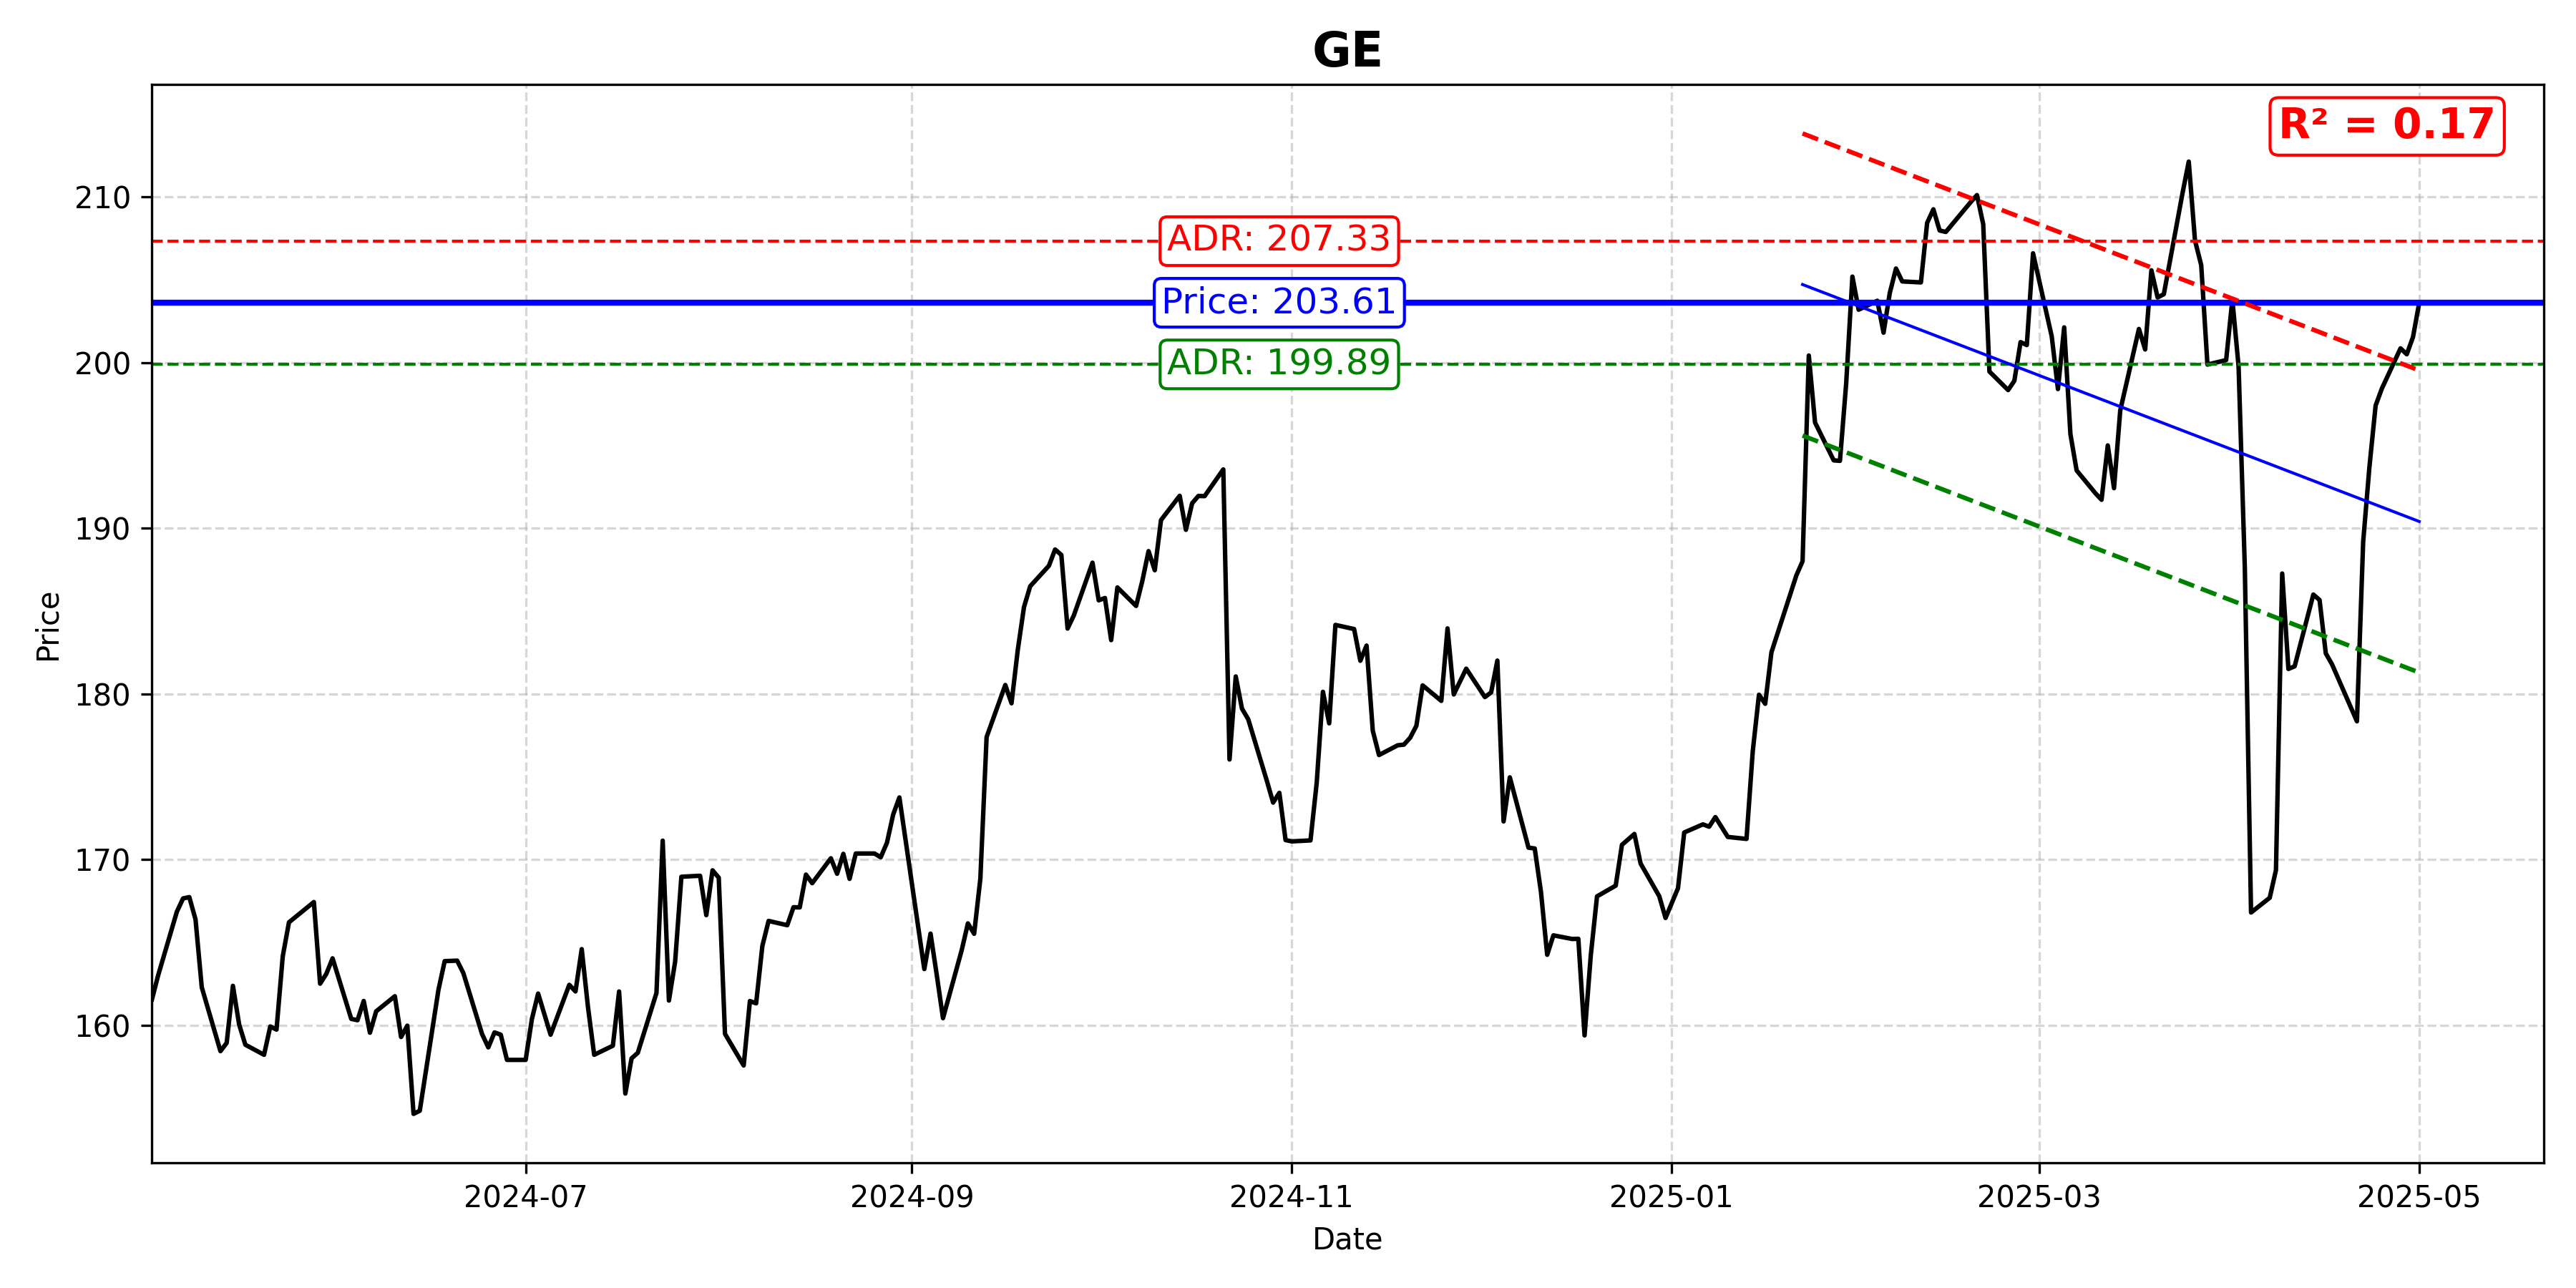 GE
R² = 0.17
ADR: 207.33
Price: 203.61
ADR: 199.89
Price
210
200
190
180
170
160
2024-07
2024-09
2024-11
2025-01
2025-03
2025-05
Date